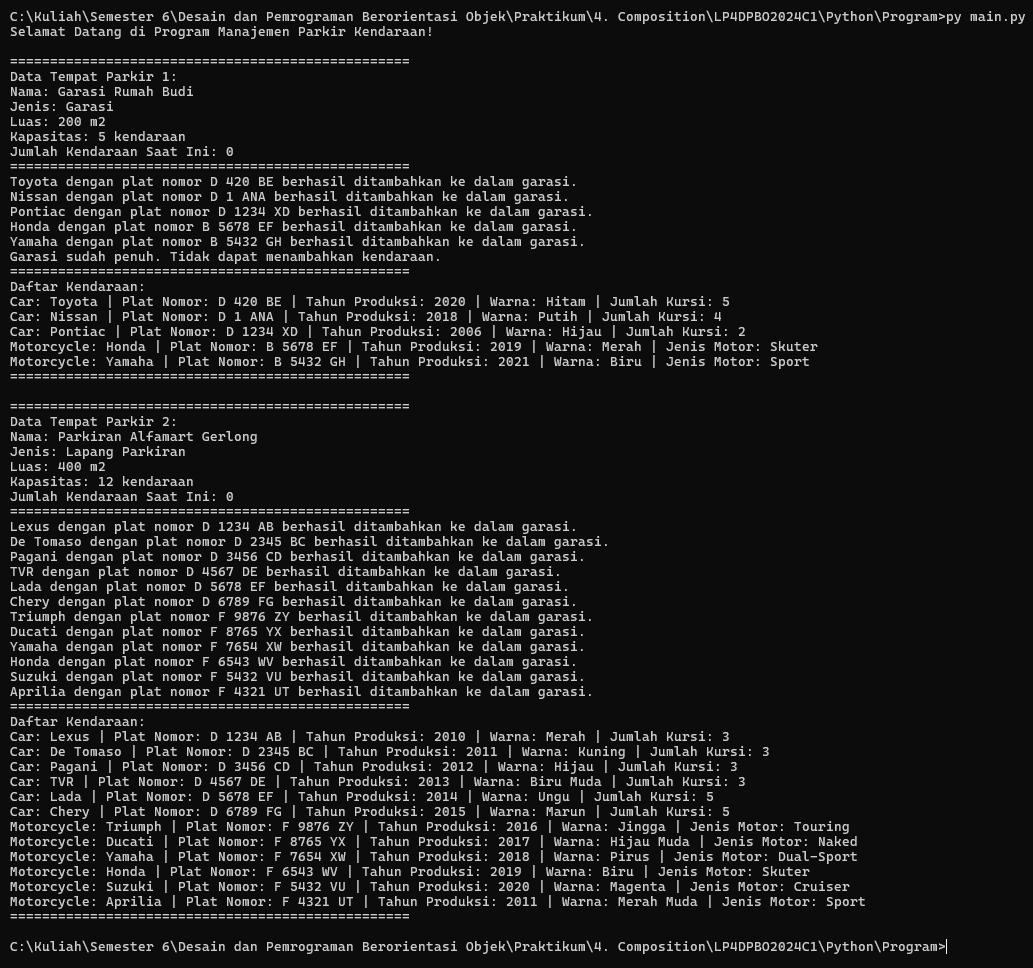 C:\Kuliah\Semester 6\Desain dan Pemrograman Berorientasi Objek\Praktikum\4. Composition\LP4DPBO2024C1\Python\Program>py main.py
Selamat Datang di Program Manajemen Parkir Kendaraan!
==================================================
Data Tempat Parkir 1:
Nama: Garasi Rumah Budi
Jenis: Garasi
Luas: 200 m2
Kapasitas: 5 kendaraan
Jumlah Kendaraan Saat Ini: 0
==================================================
Toyota dengan plat nomor D 420 BE berhasil ditambahkan ke dalam garasi.
Nissan dengan plat nomor D 1 ANA berhasil ditambahkan ke dalam garasi.
Pontiac dengan plat nomor D 1234 XD berhasil ditambahkan ke dalam garasi.
Honda dengan plat nomor B 5678 EF berhasil ditambahkan ke dalam garasi.
Yamaha dengan plat nomor B 5432 GH berhasil ditambahkan ke dalam garasi.
Garasi sudah penuh. Tidak dapat menambahkan kendaraan.
==================================================
Daftar Kendaraan:
Car: Toyota | Plat Nomor: D 420 BE | Tahun Produksi: 2020 | Warna: Hitam | Jumlah Kursi: 5
Car: Nissan | Plat Nomor: D 1 ANA | Tahun Produksi: 2018 | Warna: Putih | Jumlah Kursi: 4
Car: Pontiac | Plat Nomor: D 1234 XD | Tahun Produksi: 2006 | Warna: Hijau | Jumlah Kursi: 2
Motorcycle: Honda | Plat Nomor: B 5678 EF | Tahun Produksi: 2019 | Warna: Merah | Jenis Motor: Skuter
Motorcycle: Yamaha | Plat Nomor: B 5432 GH | Tahun Produksi: 2021 | Warna: Biru | Jenis Motor: Sport
==================================================
==================================================
Data Tempat Parkir 2:
Nama: Parkiran Alfamart Gerlong
Jenis: Lapang Parkiran
Luas: 400 m2
Kapasitas: 12 kendaraan
Jumlah Kendaraan Saat Ini: 0
==================================================
Lexus dengan plat nomor D 1234 AB berhasil ditambahkan ke dalam garasi.
De Tomaso dengan plat nomor D 2345 BC berhasil ditambahkan ke dalam garasi.
Pagani dengan plat nomor D 3456 CD berhasil ditambahkan ke dalam garasi.
TVR dengan plat nomor D 4567 DE berhasil ditambahkan ke dalam garasi.
Lada dengan plat nomor D 5678 EF berhasil ditambahkan ke dalam garasi.
Chery dengan plat nomor D 6789 FG berhasil ditambahkan ke dalam garasi.
Triumph dengan plat nomor F 9876 ZY berhasil ditambahkan ke dalam garasi.
Ducati dengan plat nomor F 8765 YX berhasil ditambahkan ke dalam garasi.
Yamaha dengan plat nomor F 7654 XW berhasil ditambahkan ke dalam garasi.
Honda dengan plat nomor F 6543 WV berhasil ditambahkan ke dalam garasi.
Suzuki dengan plat nomor F 5432 VU berhasil ditambahkan ke dalam garasi.
Aprilia dengan plat nomor F 4321 UT berhasil ditambahkan ke dalam garasi.
==================================================
Daftar Kendaraan:
Car: Lexus | Plat Nomor: D 1234 AB | Tahun Produksi: 2010 | Warna: Merah | Jumlah Kursi: 3
Car: De Tomaso | Plat Nomor: D 2345 BC | Tahun Produksi: 2011 | Warna: Kuning | Jumlah Kursi: 3
Car: Pagani | Plat Nomor: D 3456 CD | Tahun Produksi: 2012 | Warna: Hijau | Jumlah Kursi: 3
Car: TVR | Plat Nomor: D 4567 DE | Tahun Produksi: 2013 | Warna: Biru Muda | Jumlah Kursi: 3
Car: Lada | Plat Nomor: D 5678 EF | Tahun Produksi: 2014 | Warna: Ungu | Jumlah Kursi: 5
Car: Chery | Plat Nomor: D 6789 FG | Tahun Produksi: 2015 | Warna: Marun | Jumlah Kursi: 5
Motorcycle: Triumph | Plat Nomor: F 9876 ZY | Tahun Produksi: 2016 | Warna: Jingga | Jenis Motor: Touring
Motorcycle: Ducati | Plat Nomor: F 8765 YX | Tahun Produksi: 2017 | Warna: Hijau Muda | Jenis Motor: Naked
Motorcycle: Yamaha | Plat Nomor: F 7654 XW | Tahun Produksi: 2018 | Warna: Pirus | Jenis Motor: Dual-Sport
Motorcycle: Honda | Plat Nomor: F 6543 WV | Tahun Produksi: 2019 | Warna: Biru | Jenis Motor: Skuter
Motorcycle: Suzuki | Plat Nomor: F 5432 VU | Tahun Produksi: 2020 | Warna: Magenta | Jenis Motor: Cruiser
Motorcycle: Aprilia | Plat Nomor: F 4321 UT | Tahun Produksi: 2011 | Warna: Merah Muda | Jenis Motor: Sport
==================================================
C:\Kuliah\Semester 6\Desain dan Pemrograman Berorientasi Objek\Praktikum\4. Composition\LP4DPBO2024C1\Python\Program>